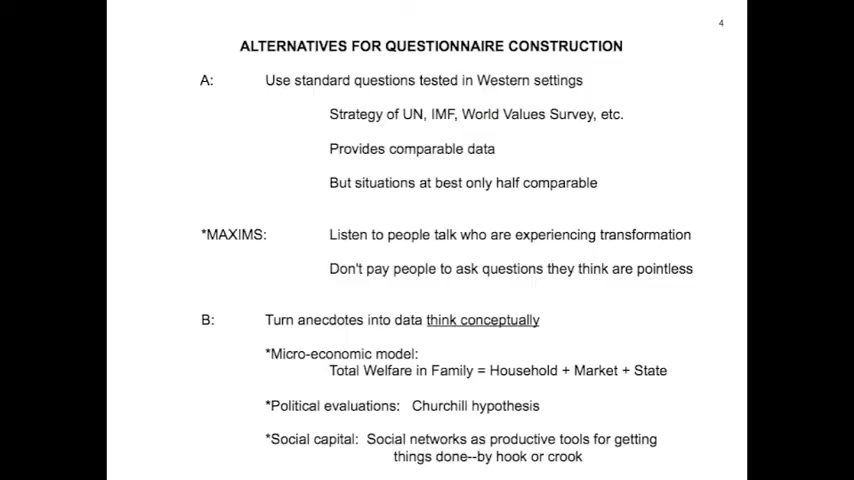 4
ALTERNATIVES FOR QUESTIONNAIRE CONSTRUCTION
A: Use standard questions tested in Western settings
Strategy of UN, IMF, World Values Survey, etc.
Provides comparable data
But situations at best only half comparable
*MAXIMS: Listen to people talk who are experiencing transformation
Don't pay people to ask questions they think are pointless
B: Turn anecdotes into data think conceptually
*Micro-economic model:
Total Welfare in Family = Household + Market + State
*Political evaluations: Churchill hypothesis
*Social capital: Social networks as productive tools for getting
things done--by hook or crook